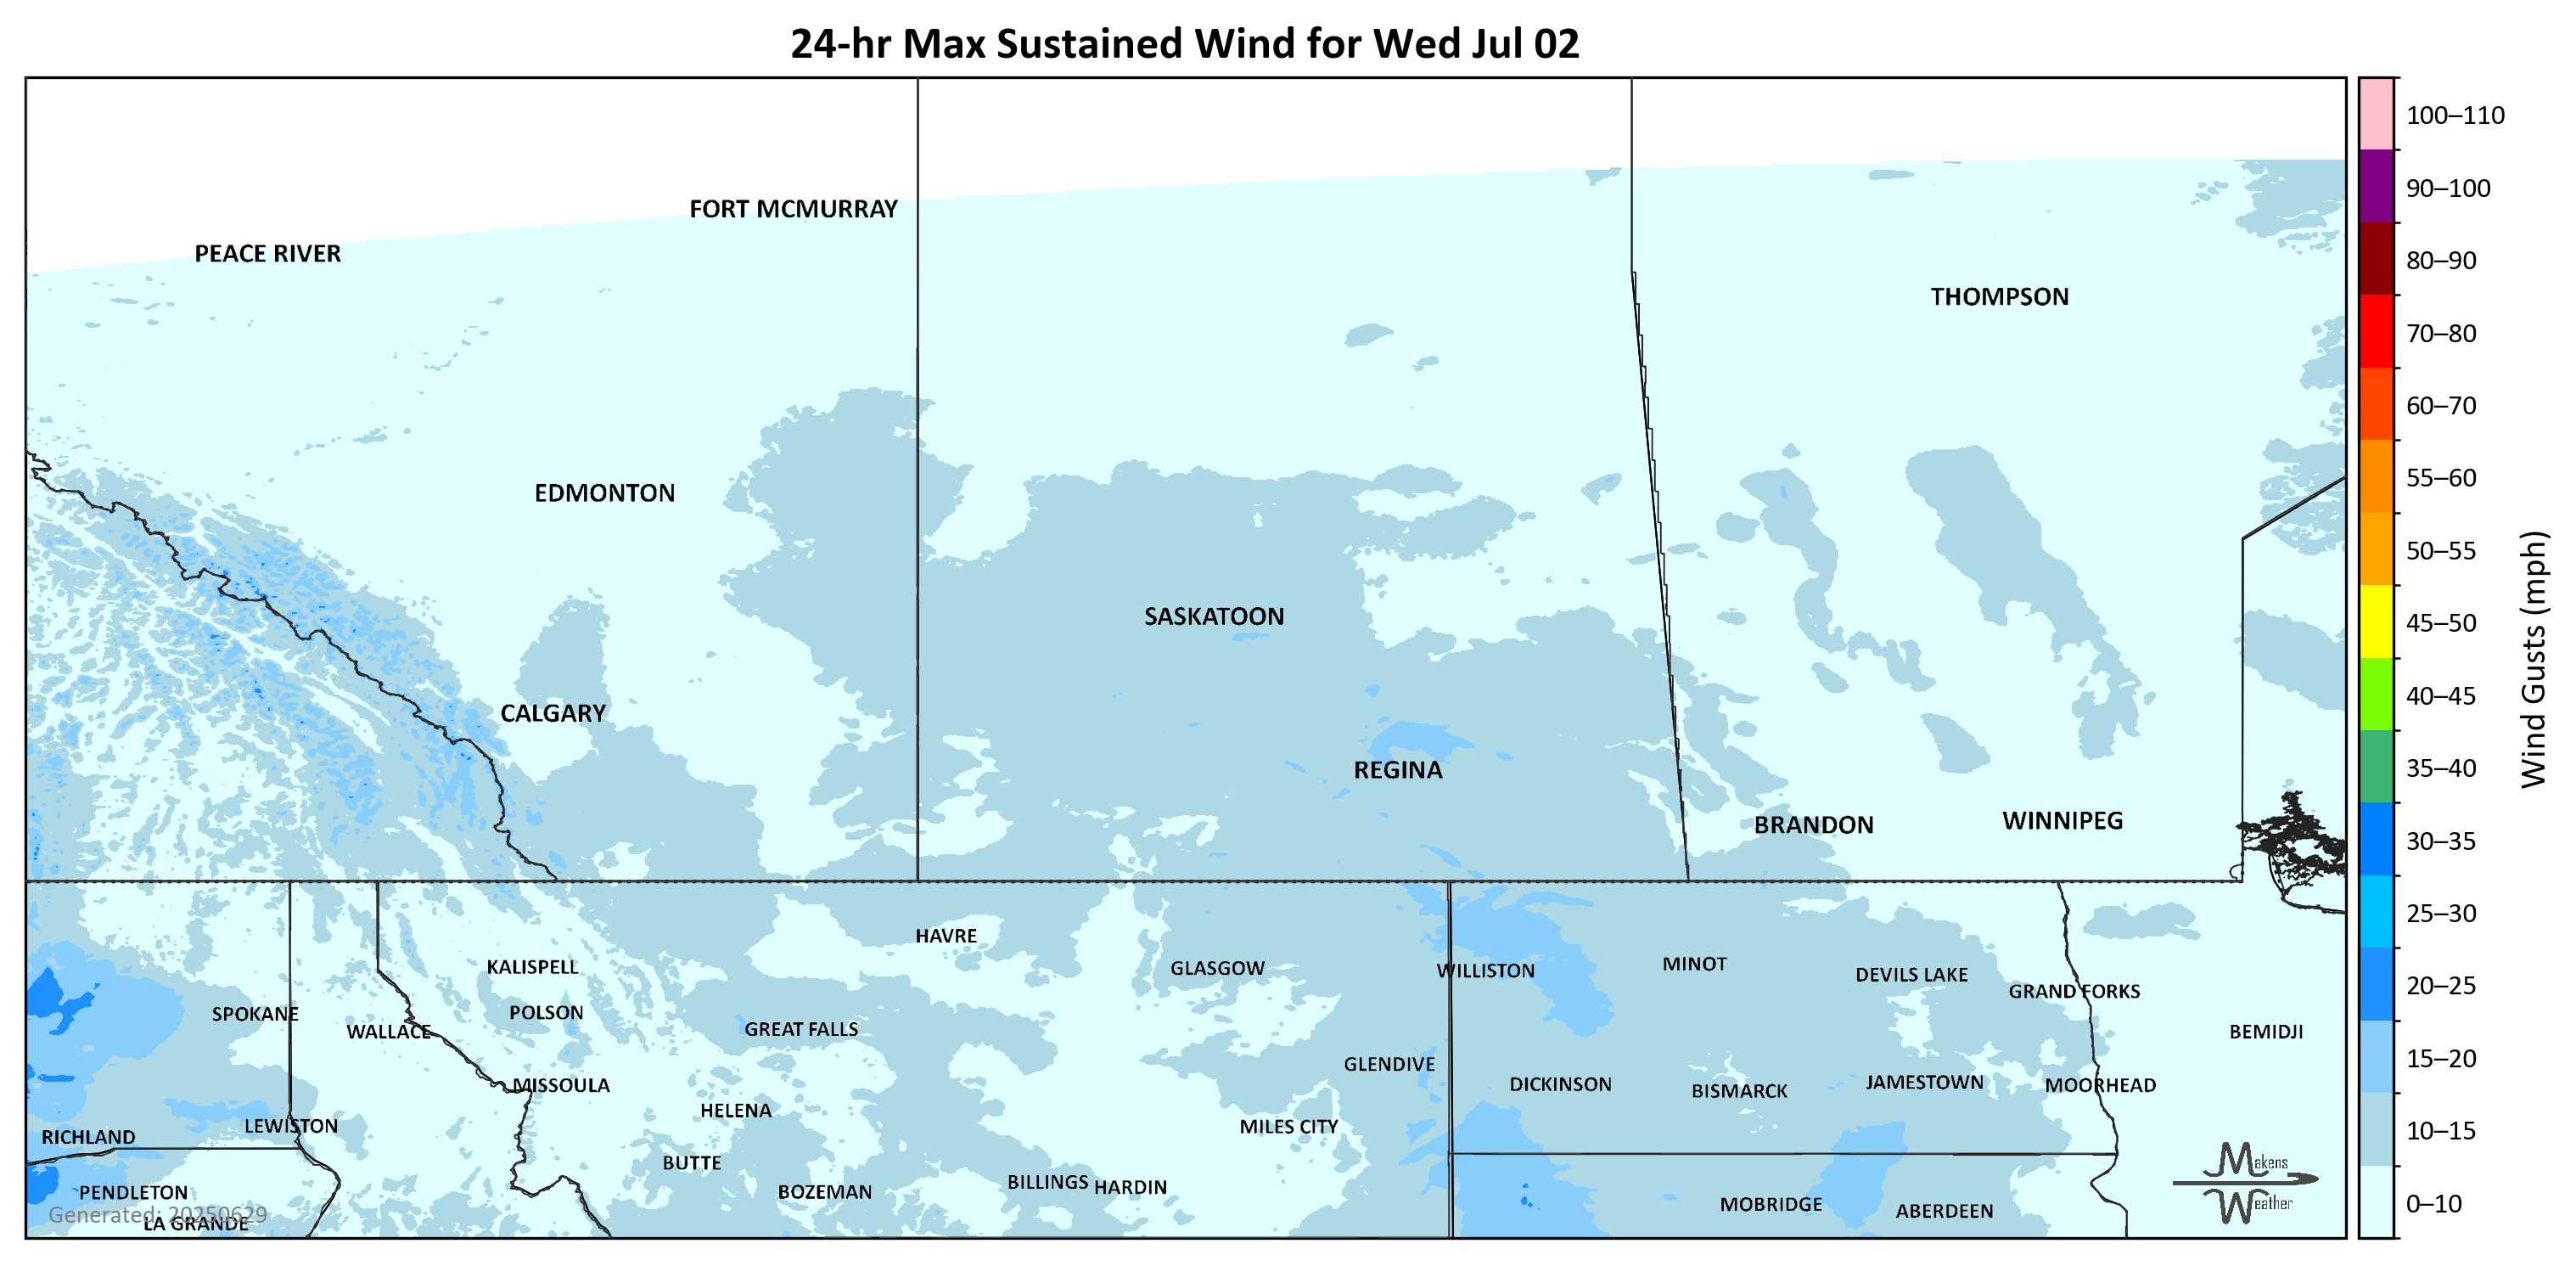 24-hr Max Sustained Wind for Wed Jul 02
100–110
FORT MCMURRAY
90–100
PEACE RIVER
80–90
THOMPSON
70–80
60–70
EDMONTON
55–60
50–55
SASKATOON
45–50
Wind Gusts (mph)
CALGARY
40–45
REGINA
35–40
BRANDON
WINNIPEG
30–35
HAVRE
25–30
KALISPELL
GLASGOW
WILLISTON
MINOT
DEVILS LAKE
GRAND FORKS
20–25
SPOKANE
POLSON
WALLACE
GREAT FALLS
BEMIDJI
15–20
GLENDIVE
MISSOULA
DICKINSON
BISMARCK
JAMESTOWN
MOORHEAD
HELENA
LEWISTON
MILES CITY
10–15
RICHLAND
BUTTE
Makens
Weather
PENDLETON
BOZEMAN
BILLINGS
HARDIN
MOBRIDGE
ABERDEEN
0–10
Generated: 20250629
LA GRANDE